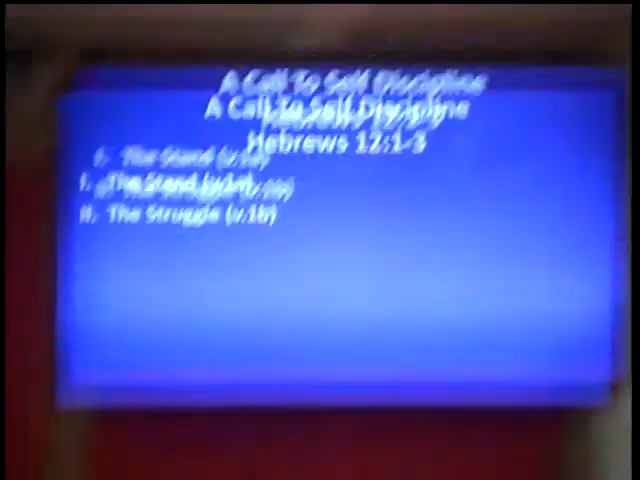 A Call To Self Discipline
Hebrews 12:1-3
I. The Stand (v.1a)
II. The Struggle (v.1b)